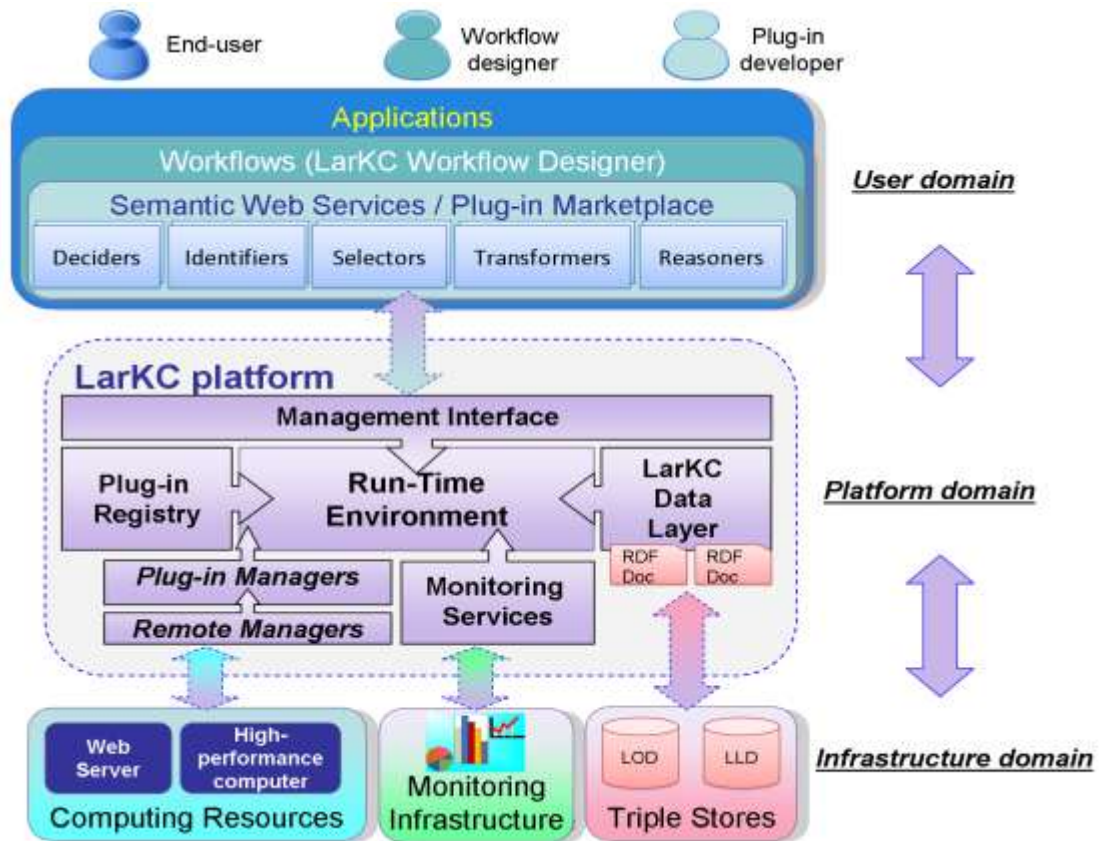 End-user
Workflow
designer
Plug-in
developer
Applications
Workflows (LarKC Workflow Designer)
Semantic Web Services / Plug-in Marketplace
Deciders
Identifiers
Selectors
Transformers
Reasoners
User domain
LarKC platform
Management Interface
Plug-in
Registry
Run-Time
Environment
LarKC
Data
Layer
RDF
Doc
RDF
Doc
Platform domain
Plug-in Managers
Remote Managers
Monitoring
Services
Web
Server
High-
performance
computer
Computing Resources
Monitoring
Infrastructure
LOD
LLD
Triple Stores
Infrastructure domain